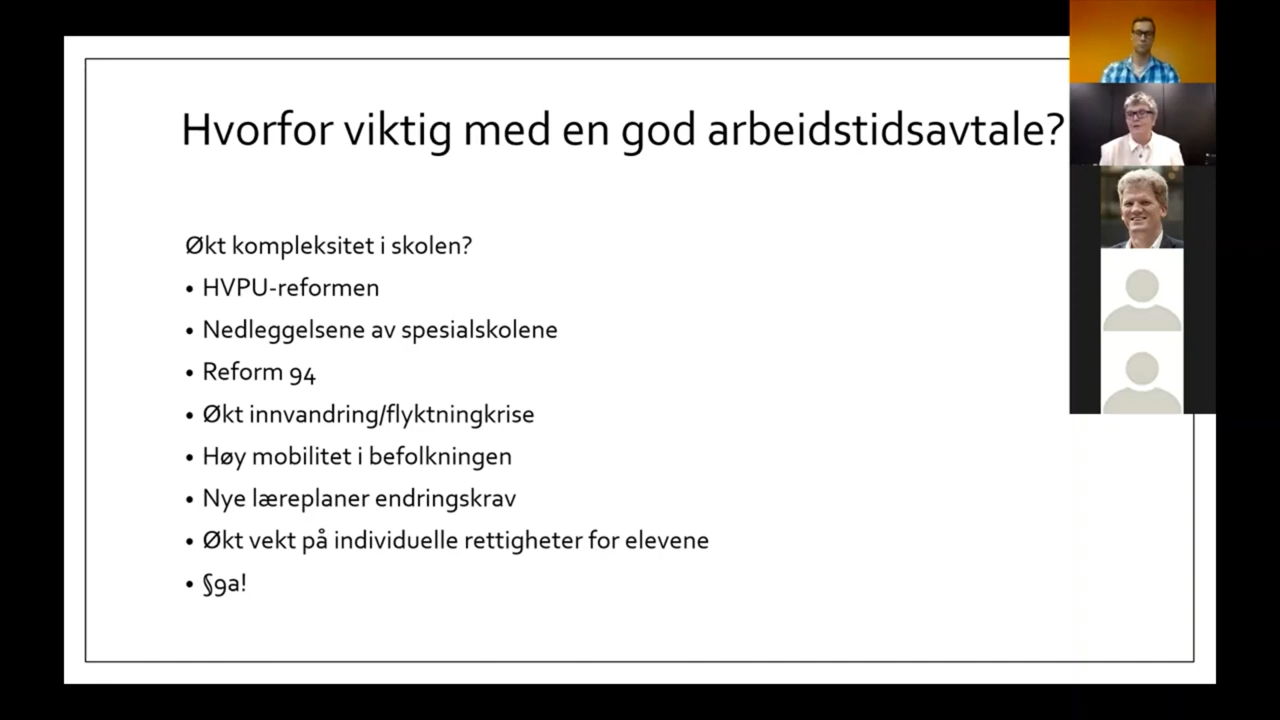 Hvorfor viktig med en god arbeidstidsavtale?
Økt kompleksitet i skolen?
• HVPU-reformen
• Nedleggelsene av spesialskolene
• Reform 94
• Økt innvandring/flyktningkrise
• Høy mobilitet i befolkningen
• Nye læreplaner endringskrav
• Økt vekt på individuelle rettigheter for elevene
• §9a!